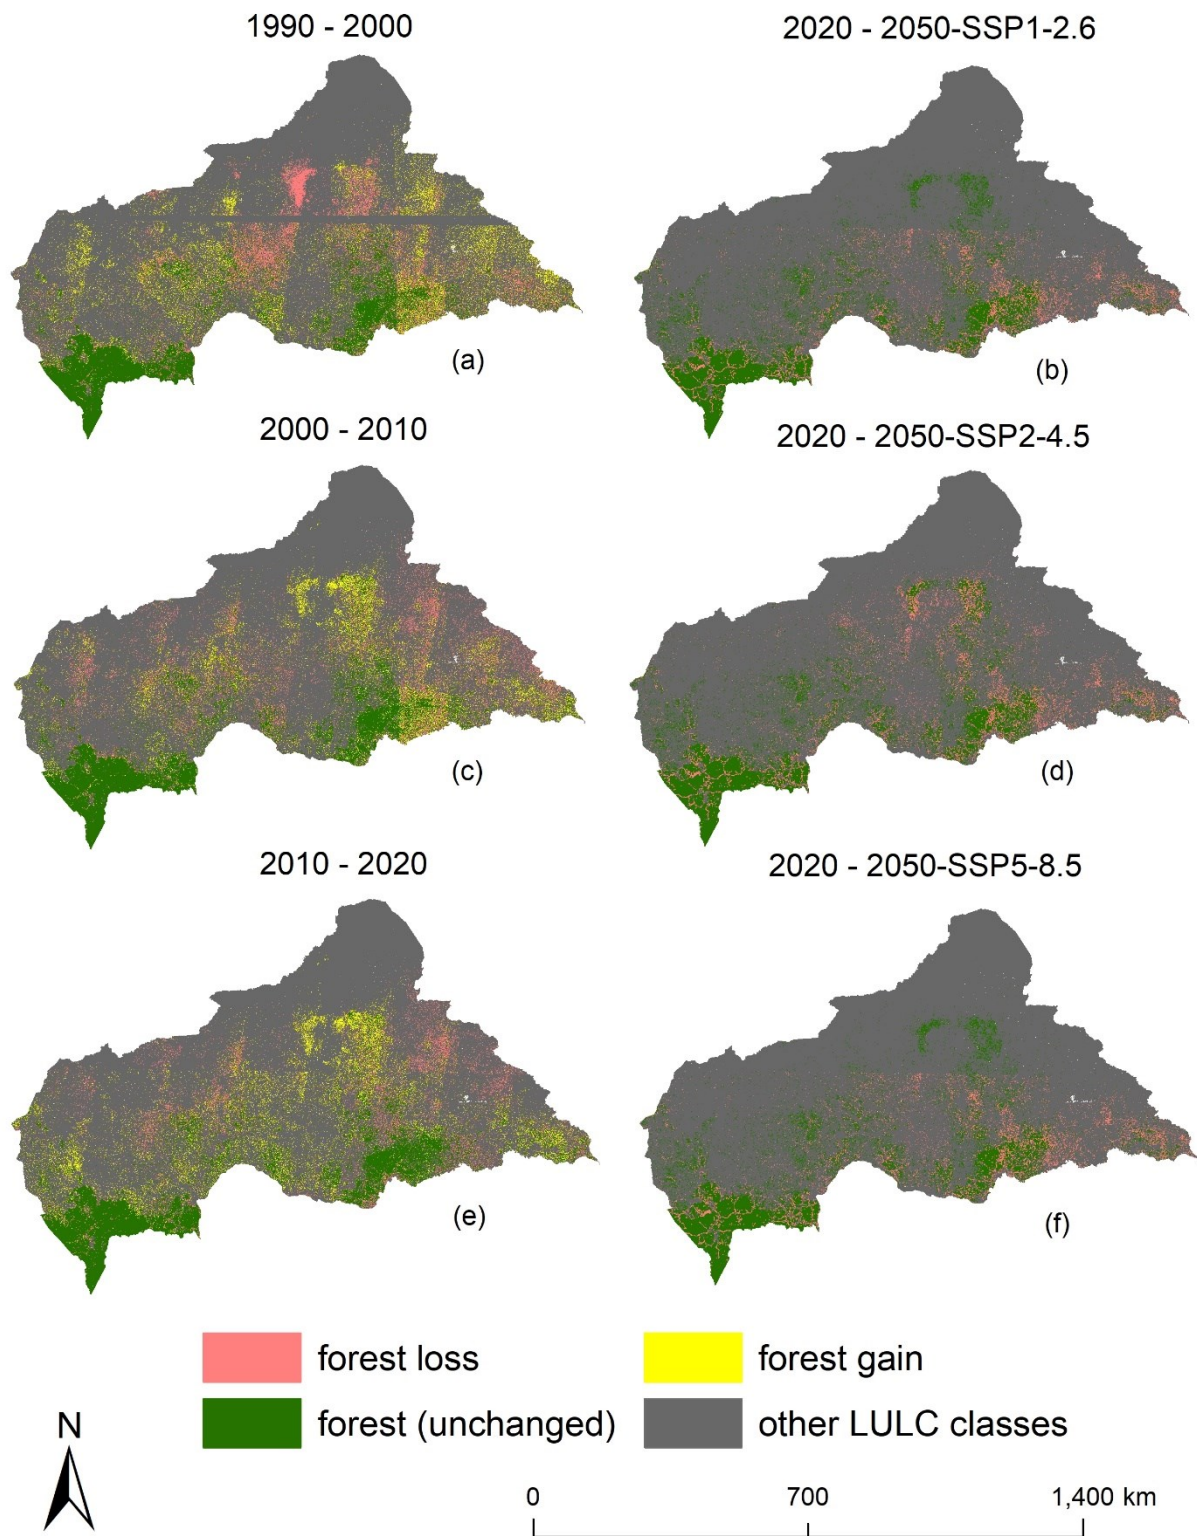 1990 - 2000
2020 - 2050-SSP1-2.6
(a)
(b)
2000 - 2010
2020 - 2050-SSP2-4.5
(c)
(d)
2010 - 2020
2020 - 2050-SSP5-8.5
(e)
(f)
forest loss
forest gain
forest (unchanged)
other LULC classes
N
0 700 1,400 km